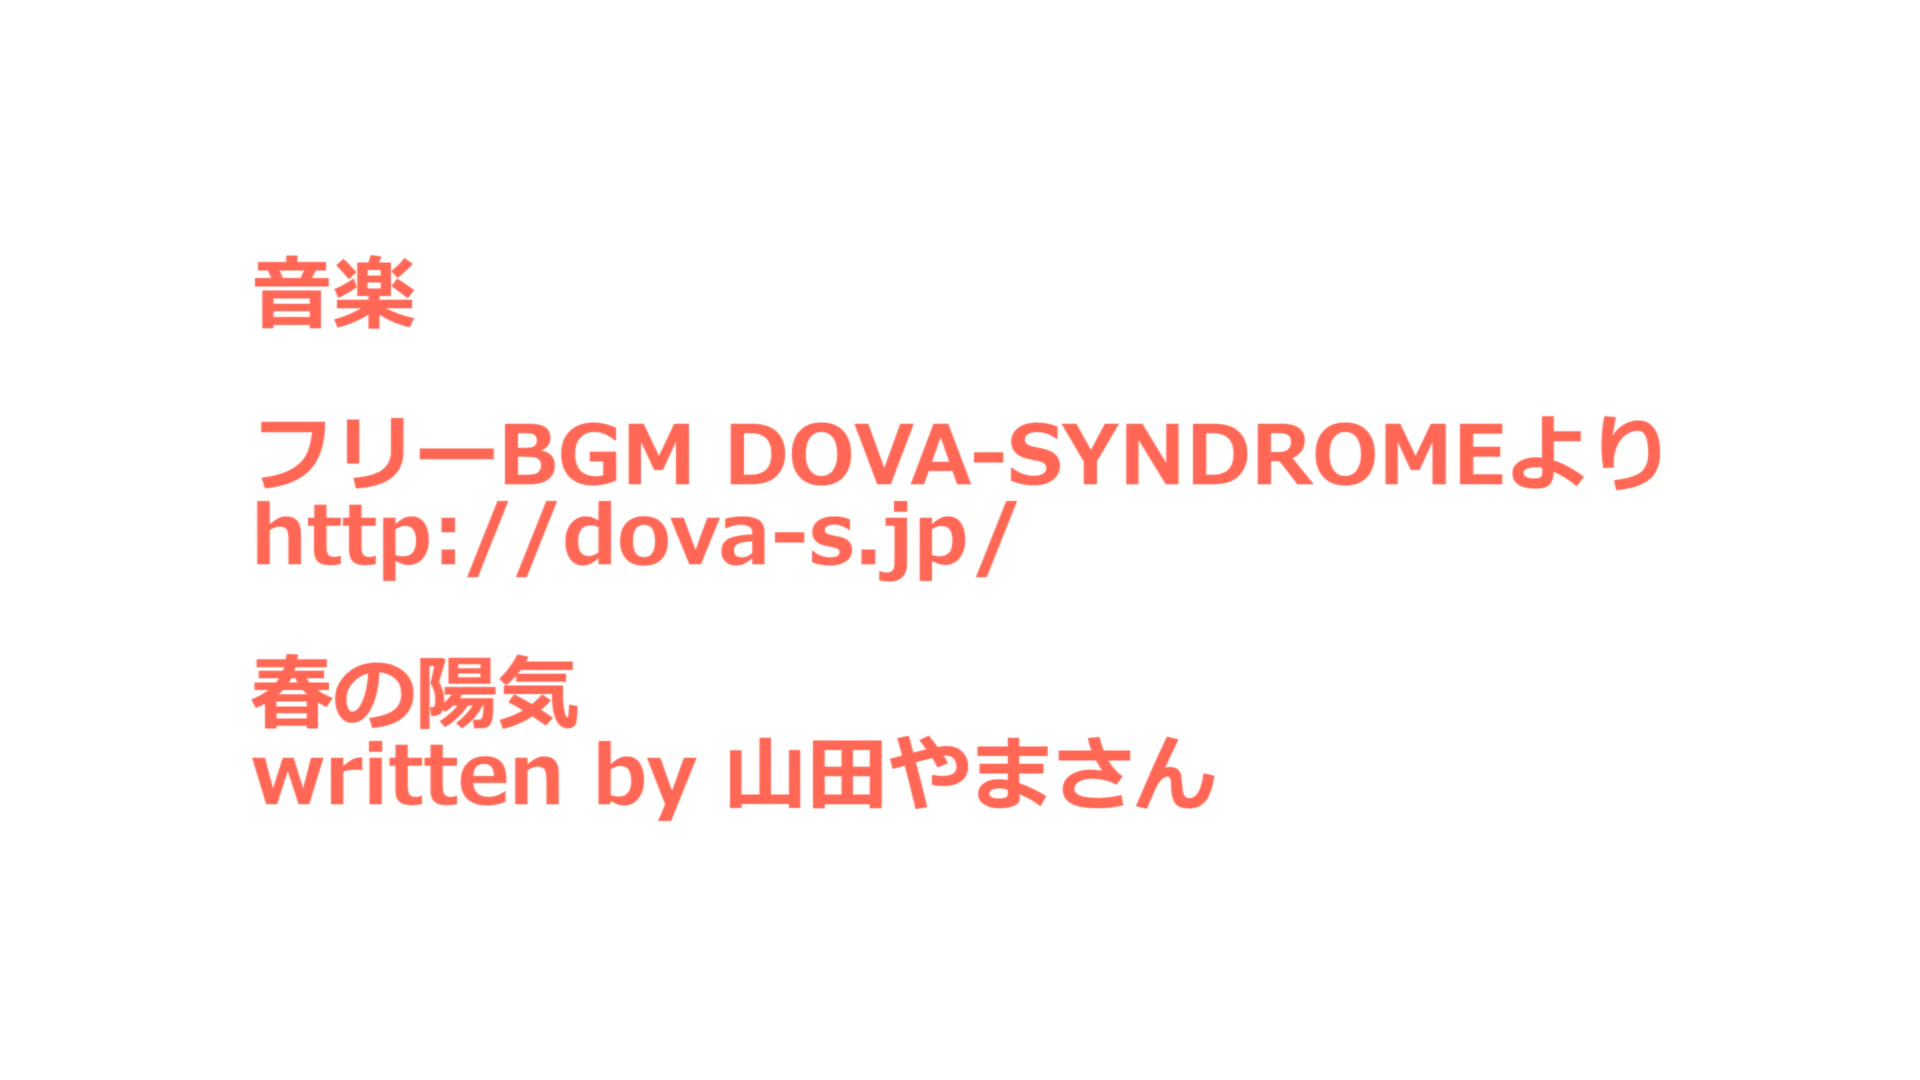 音楽
フリーBGM DOVA-SYNDROMEより
http://dova-s.jp/
春の陽気
written by 山田やまさん